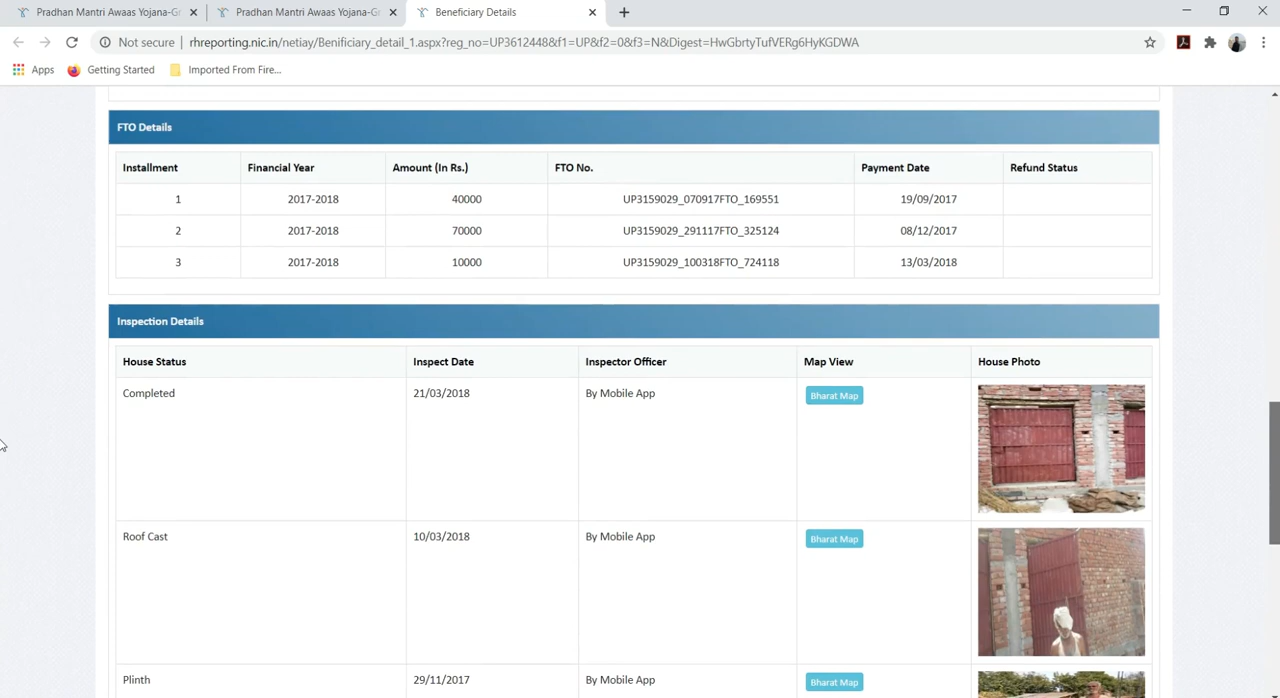 Pradhan Mantri Awaas Yojana-Gr
Pradhan Mantri Awaas Yojana-Gr
Beneficiary Details
Not secure | rhreporting.nic.in/netiay/Benificiary_detail_1.aspx?reg_no=UP3612448&f1=UP&f2=0&f3=N&Digest=HwGbrtyTufVERg6HyKGDWA
Apps Getting Started Imported From Fire...
FTO Details
Installment Financial Year Amount (In Rs.) FTO No. Payment Date Refund Status
1 2017-2018 40000 UP3159029_070917FTO_169551 19/09/2017
2 2017-2018 70000 UP3159029_291117FTO_325124 08/12/2017
3 2017-2018 10000 UP3159029_100318FTO_724118 13/03/2018
Inspection Details
House Status Inspect Date Inspector Officer Map View House Photo
Completed 21/03/2018 By Mobile App Bharat Map
Roof Cast 10/03/2018 By Mobile App Bharat Map
Plinth 29/11/2017 By Mobile App Bharat Map